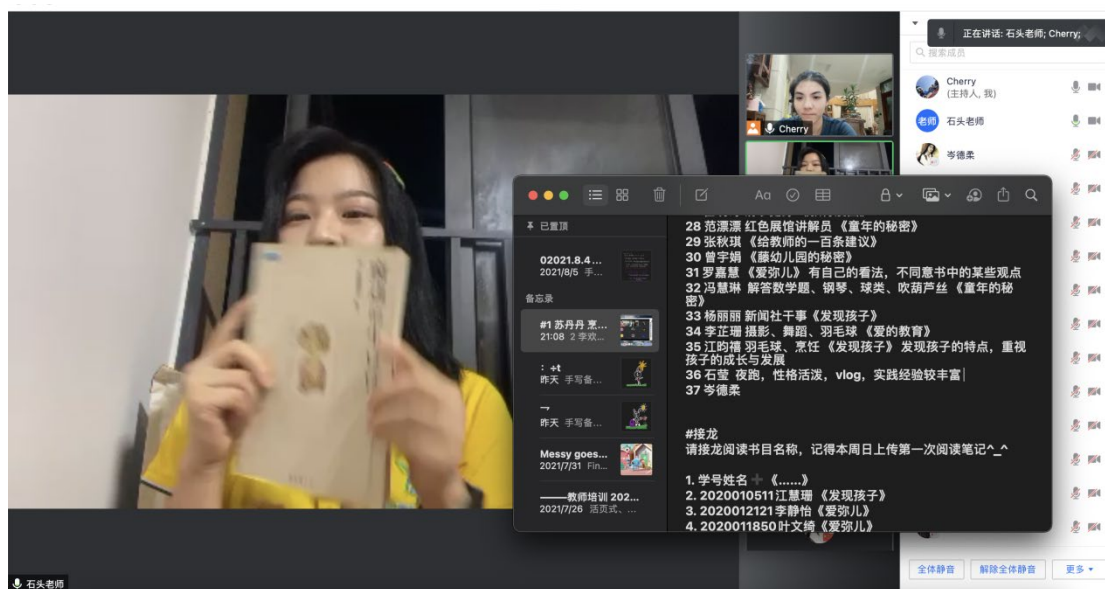 正在讲话: 石头老师; Cherry;
搜索成员
Cherry
(主持人, 我)
老师 石头老师
岑德柔
Cherry
已置顶
02021.8.4...
2021/8/5 手...
备忘录
#1 苏丹丹 烹...
21:08 2 李欢...
：+t
昨天 手写备...
昨天 手写备...
Messy goes...
2021/7/31 Fin...
——教师培训 202...
2021/7/26 活页式、...
Aa
28 范漂漂 红色展馆讲解员 《童年的秘密》
29 张秋琪 《给教师的一百条建议》
30 曾宇娟 《藤幼儿园的秘密》
31 罗嘉慧 《爱弥儿》 有自己的看法，不同意书中的某些观点
32 冯慧琳 解答数学题、钢琴、球类、吹葫芦丝 《童年的秘
密》
33 杨丽丽 新闻社干事《发现孩子》
34 李芷珊 摄影、舞蹈、羽毛球 《爱的教育》
35 江昀禧 羽毛球、烹饪 《发现孩子》 发现孩子的特点，重视
孩子的成长与发展
36 石莹 夜跑，性格活泼，vlog，实践经验较丰富
37 岑德柔
#接龙
请接龙阅读书目名称，记得本周日上传第一次阅读笔记^_^
1. 学号姓名➕《......》
2. 2020010511江慧珊 《发现孩子》
3. 2020012121李静怡《爱弥儿》
4. 2020011850叶文绮《爱弥儿》
全体静音 解除全体静音 更多
石头老师